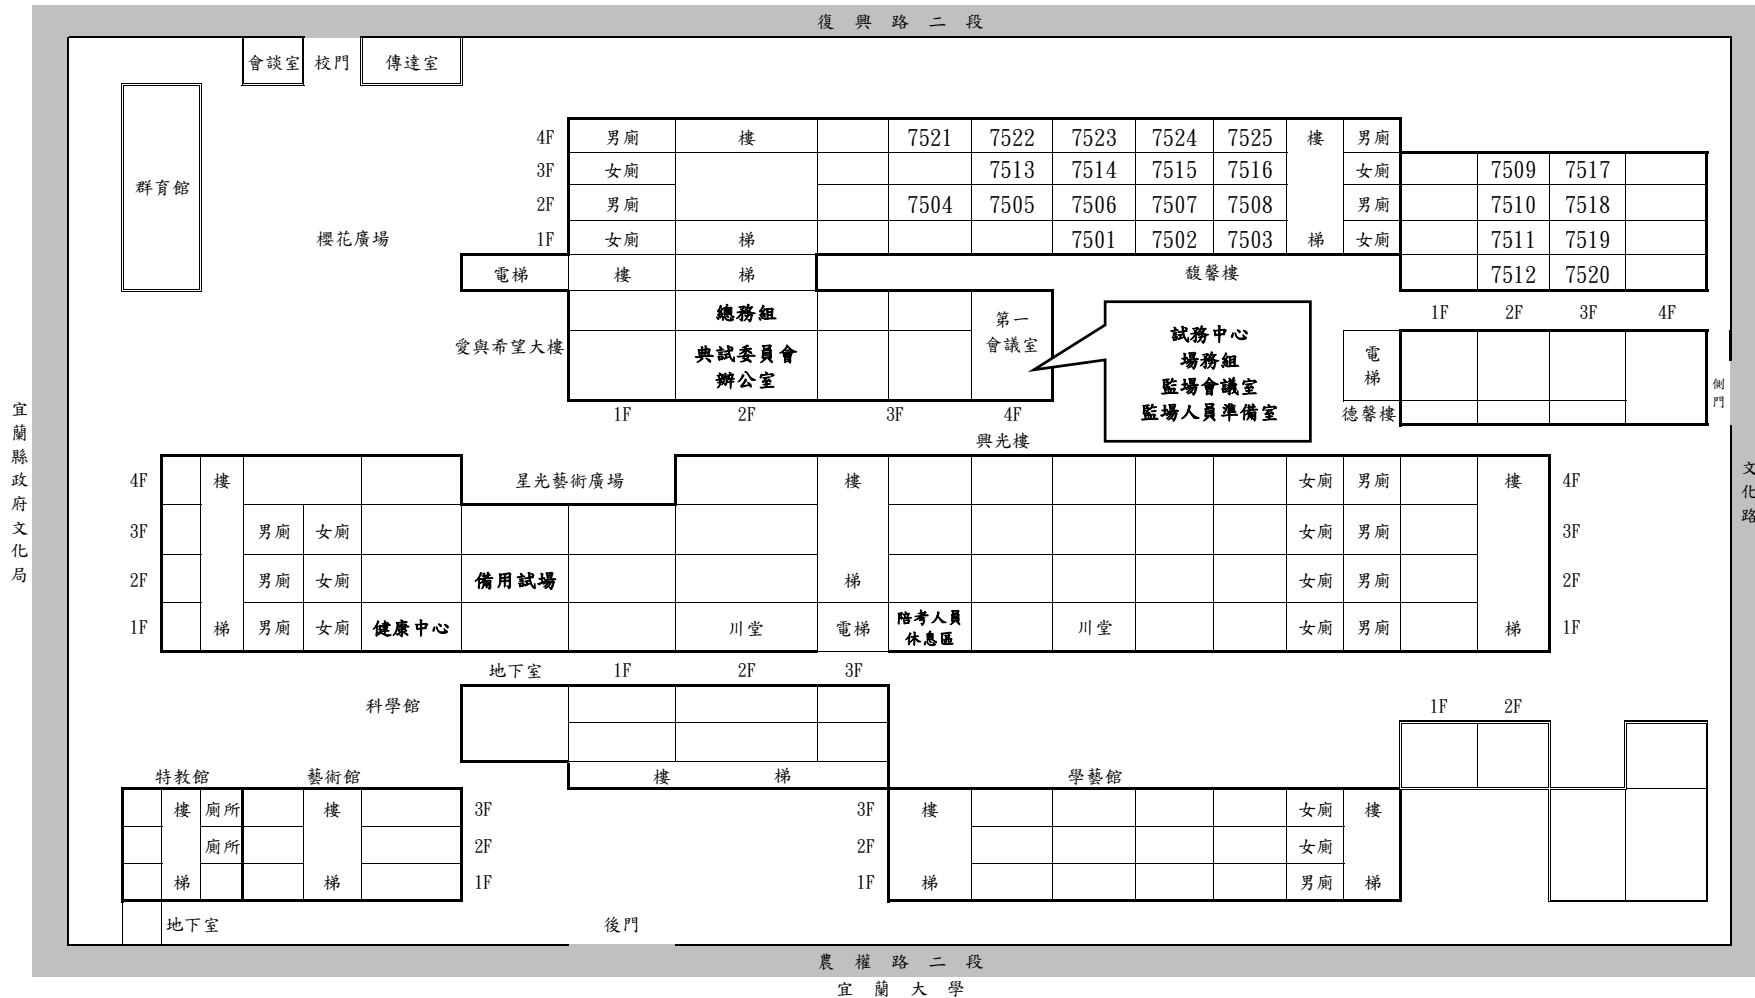 復興路二段
會談室 校門 傳達室
4F 男廁 樓 7521 7522 7523 7524 7525 樓 男廁
3F 女廁 7513 7514 7515 7516 女廁 7509 7517
群育館
2F 男廁 7504 7505 7506 7507 7508 男廁 7510 7518
櫻花廣場 1F 女廁 梯 7501 7502 7503 梯 女廁 7511 7519
電梯 樓 梯 馥馨樓 7512 7520
1F 2F 3F 4F
總務組
第一
會議室
愛與希望大樓
典試委員會
辦公室
試務中心
場務組
監場會議室
監場人員準備室
電
梯
德馨樓
側
門
1F 2F 3F 4F
興光樓
宜
蘭
縣
政
府
文
化
局
文
化
路
4F 樓 星光藝術廣場 樓 女廁 男廁 樓 4F
3F 男廁 女廁 女廁 男廁 3F
2F 男廁 女廁 備用試場 梯 女廁 男廁 2F
1F 梯 男廁 女廁 健康中心 川堂 電梯 陪考人員
休息區
川堂 女廁 男廁 梯 1F
地下室 1F 2F 3F
科學館 1F 2F
樓 梯
特教館 藝術館 學藝館
樓 廁所 樓 3F 3F 樓 女廁 樓
廁所 2F 2F 女廁
梯 梯 1F 1F 梯 男廁 梯
地下室 後門
農權路二段
宜蘭大學